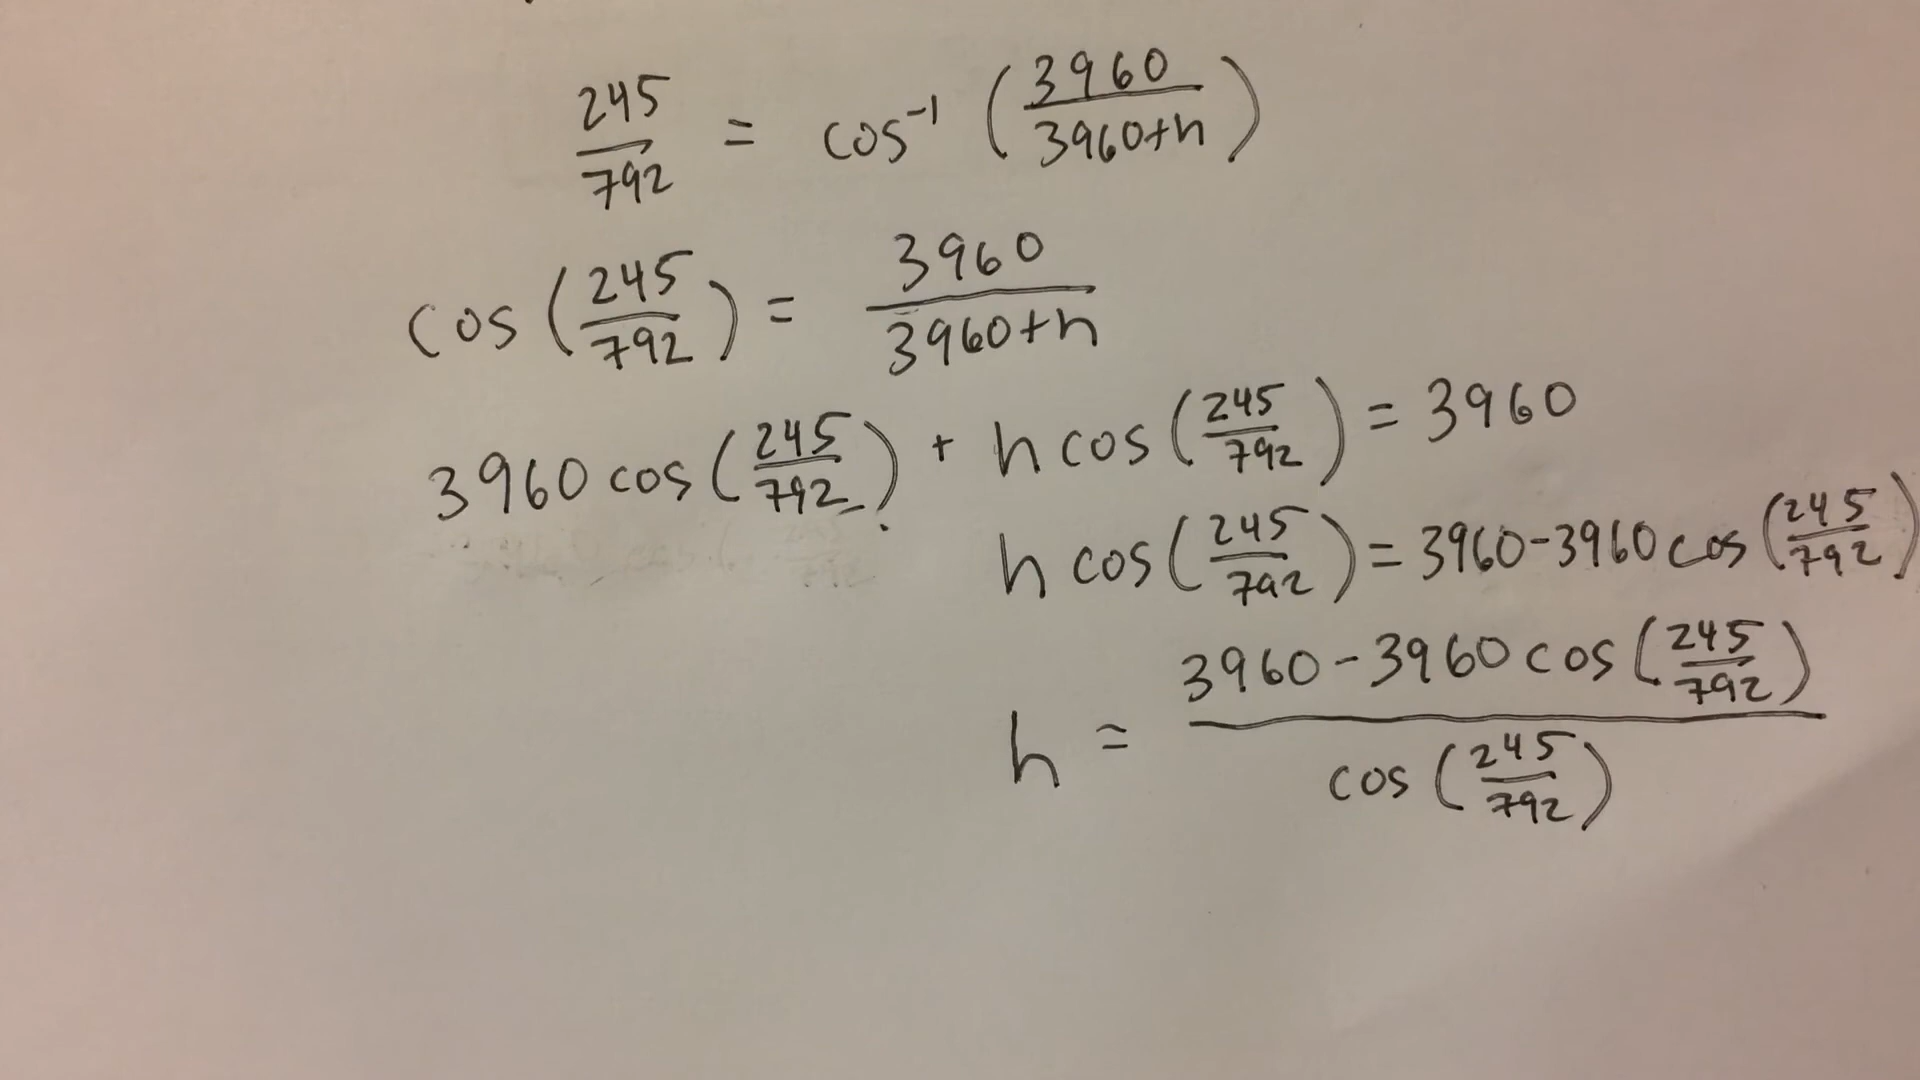 245/792 = cos⁻¹ (3960/(3960+h))
cos (245/792) = 3960/(3960+h)
3960 cos (245/792) + h cos (245/792) = 3960
h cos (245/792) = 3960-3960 cos (245/792)
h = (3960-3960 cos (245/792))/(cos (245/792))